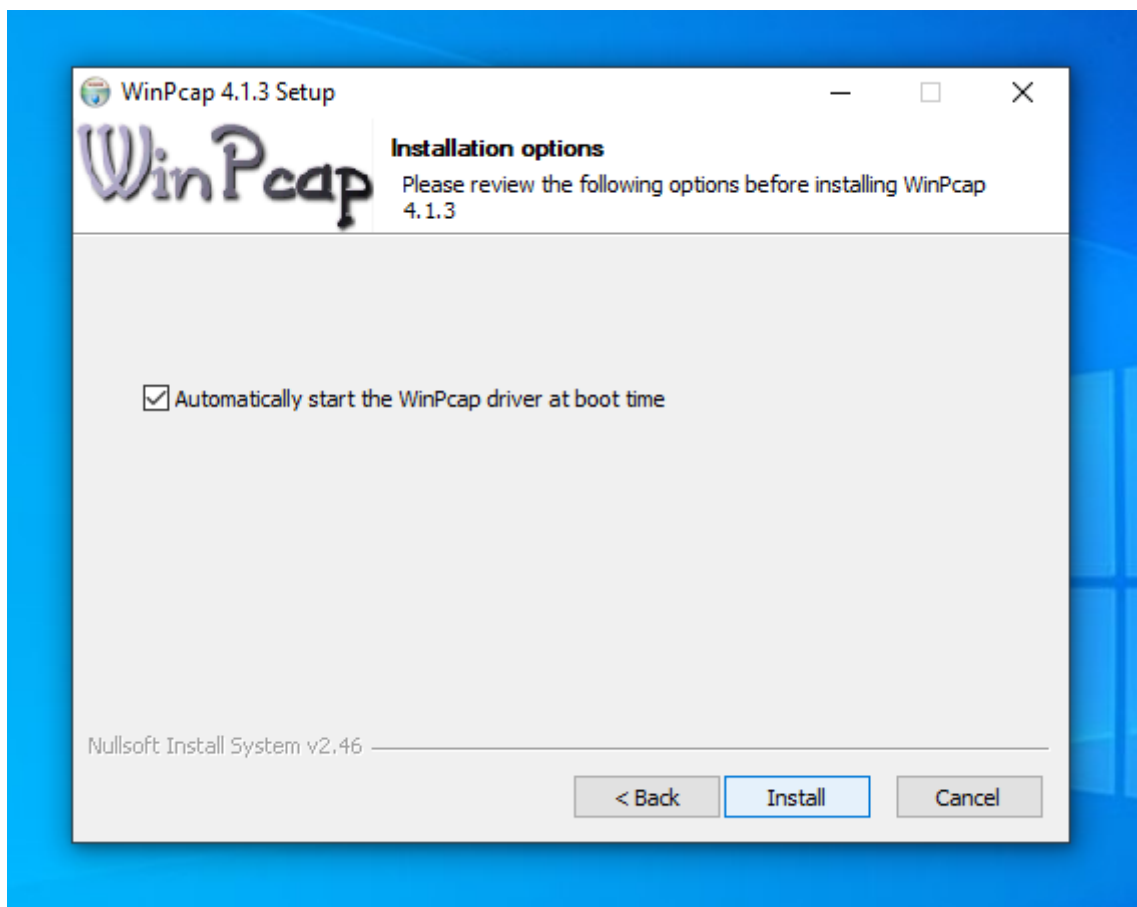 WinPcap 4.1.3 Setup
WinPcap
Installation options
Please review the following options before installing WinPcap
4.1.3
Automatically start the WinPcap driver at boot time
Nullsoft Install System v2.46
< Back
Install
Cancel